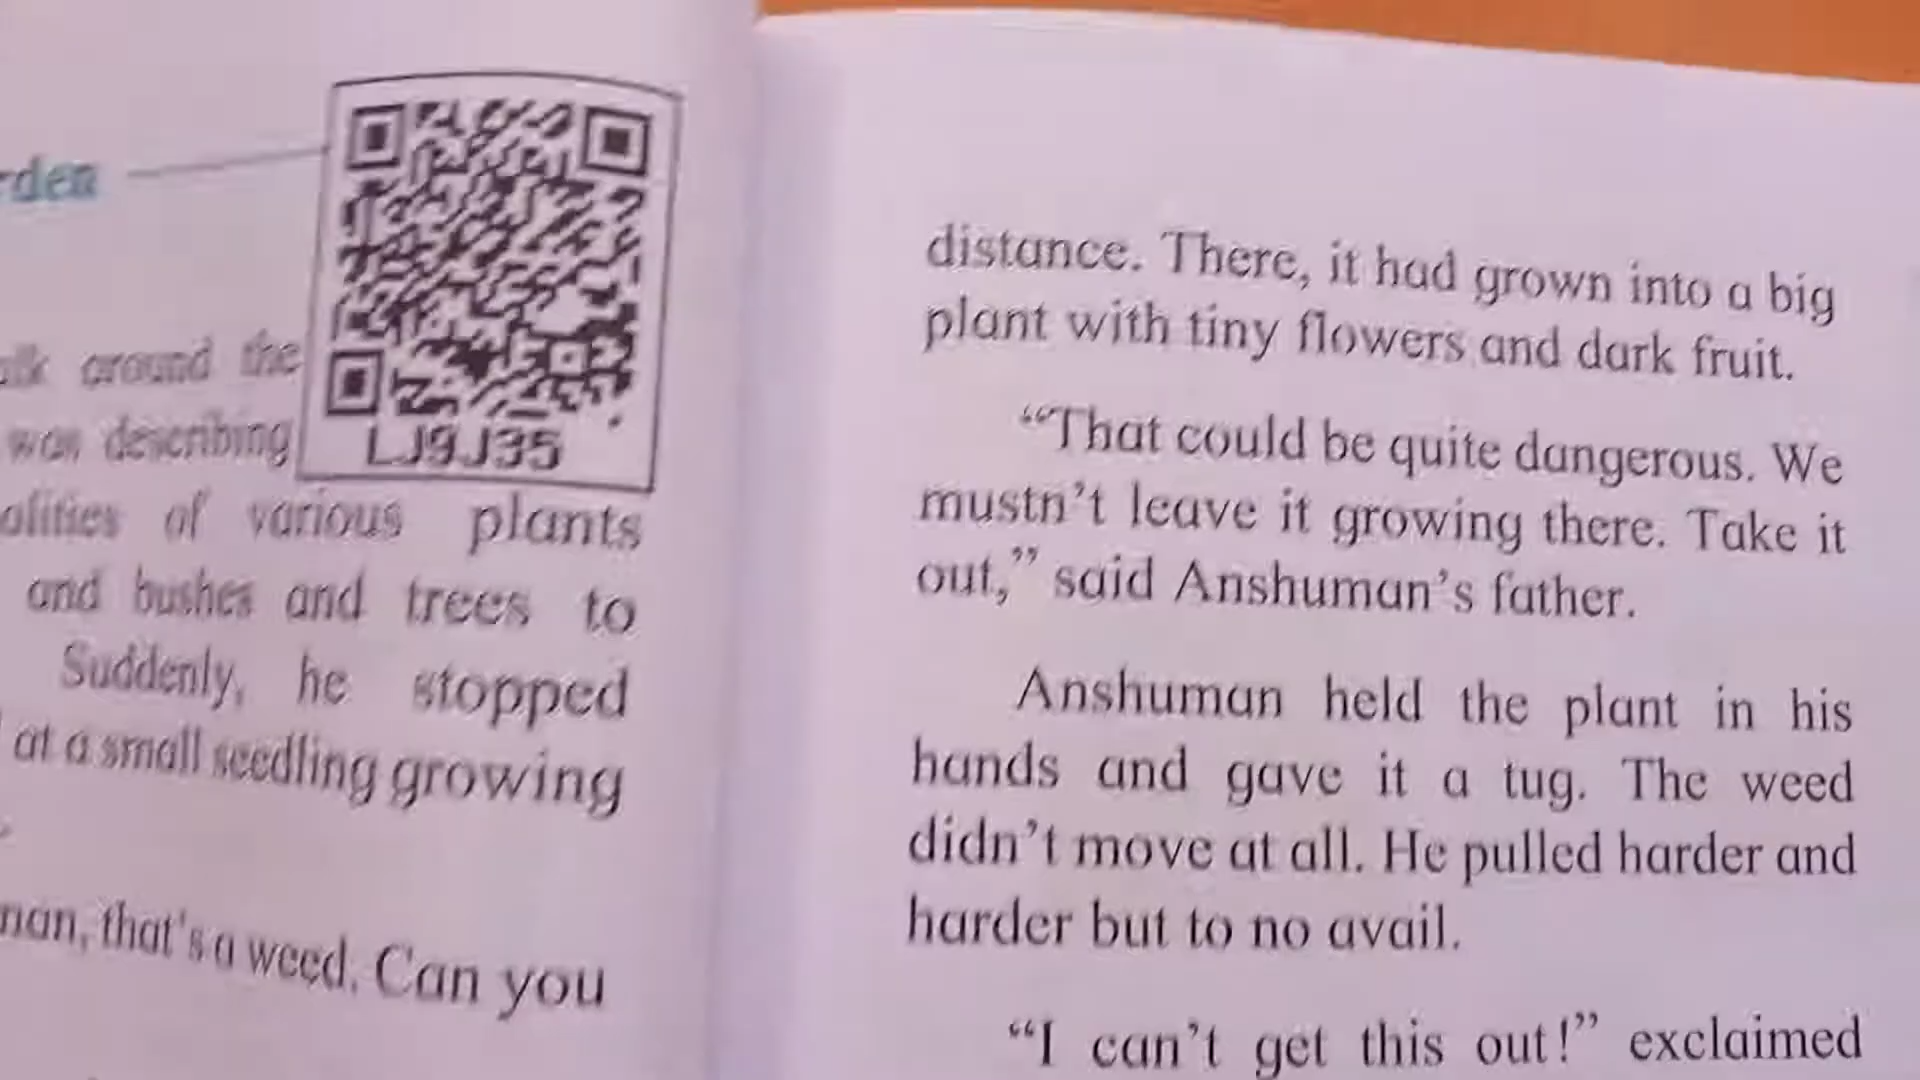 rden
LJ9J35
alk around the
was describing
alities of various plants
and bushes and trees to
Suddenly, he stopped
at a small seedling growing
man, that's a weed. Can you
distance. There, it had grown into a big
plant with tiny flowers and dark fruit.
“That could be quite dangerous. We
mustn’t leave it growing there. Take it
out,” said Anshuman’s father.
Anshuman held the plant in his
hands and gave it a tug. The weed
didn’t move at all. He pulled harder and
harder but to no avail.
“I can’t get this out!” exclaimed